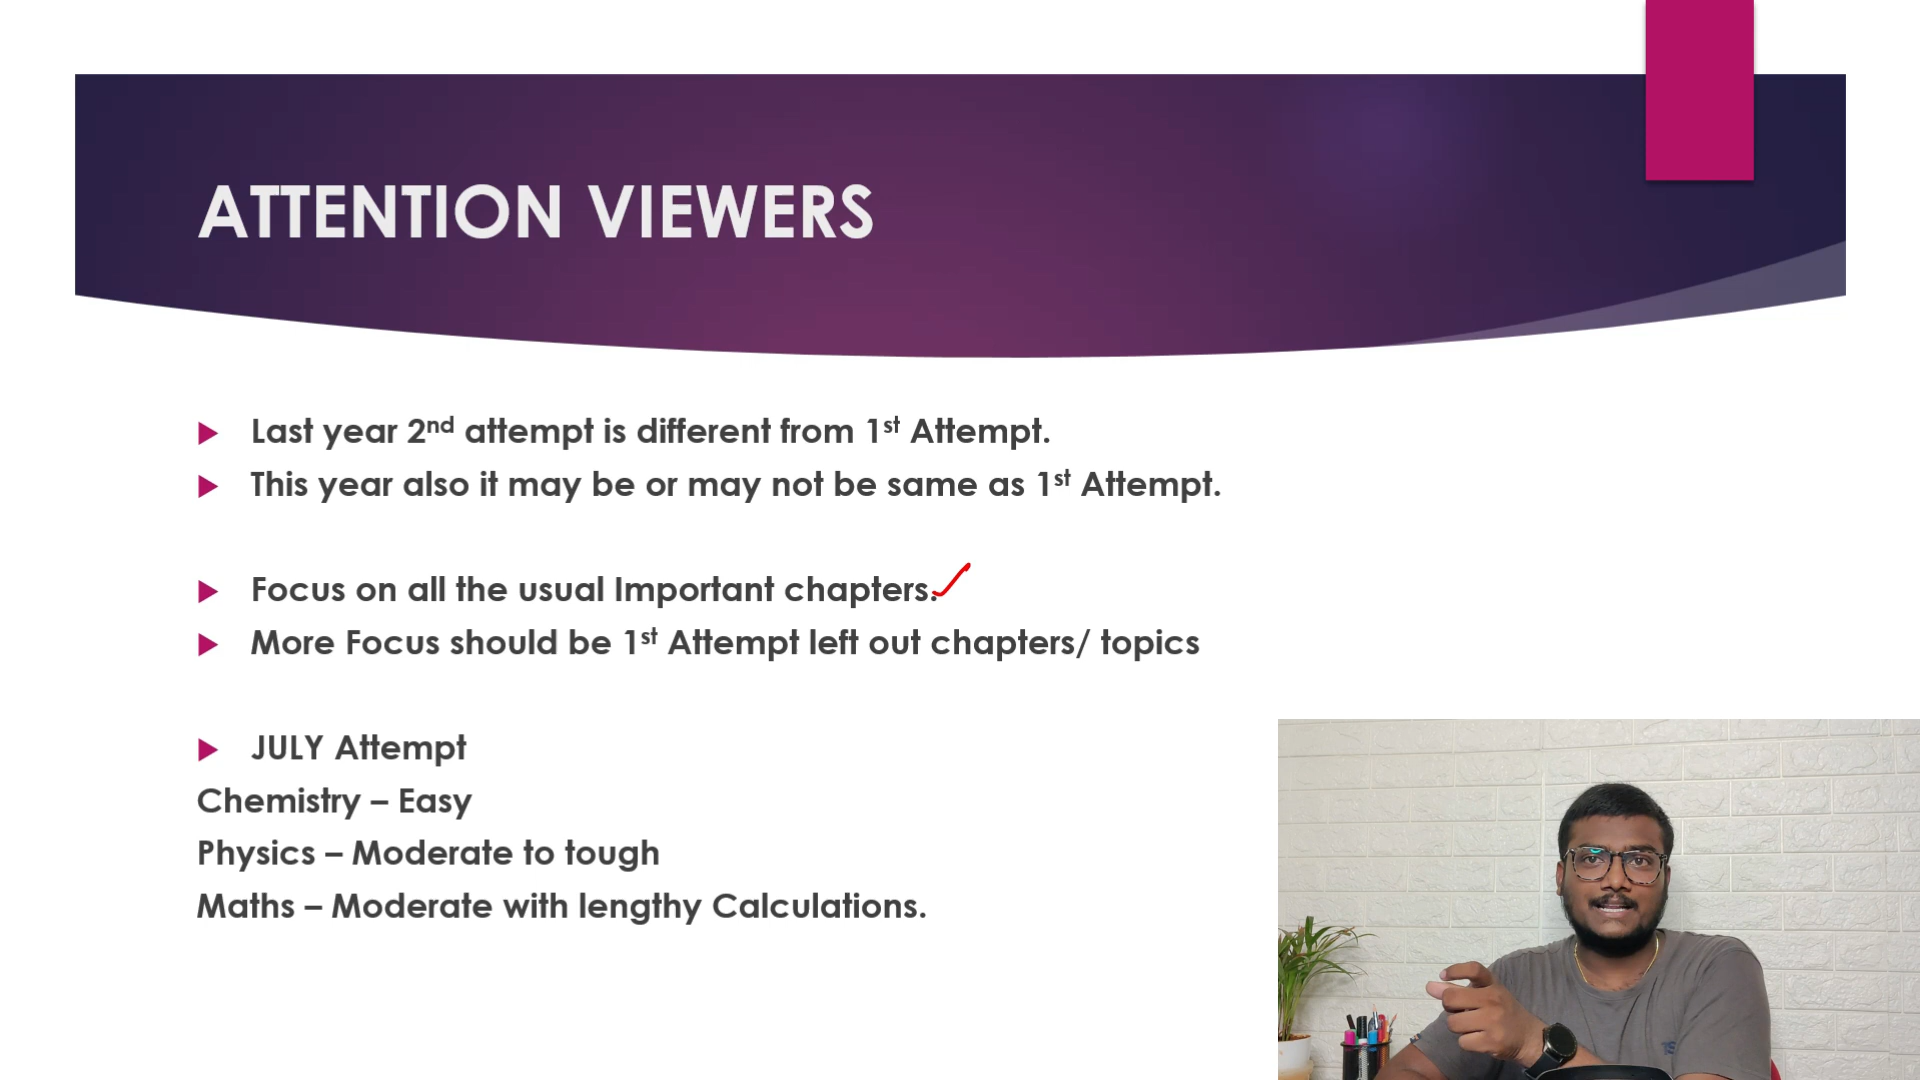 ATTENTION VIEWERS
Last year 2nd attempt is different from 1st Attempt.
This year also it may be or may not be same as 1st Attempt.
Focus on all the usual Important chapters.
More Focus should be 1st Attempt left out chapters/ topics
JULY Attempt
Chemistry – Easy
Physics – Moderate to tough
Maths – Moderate with lengthy Calculations.